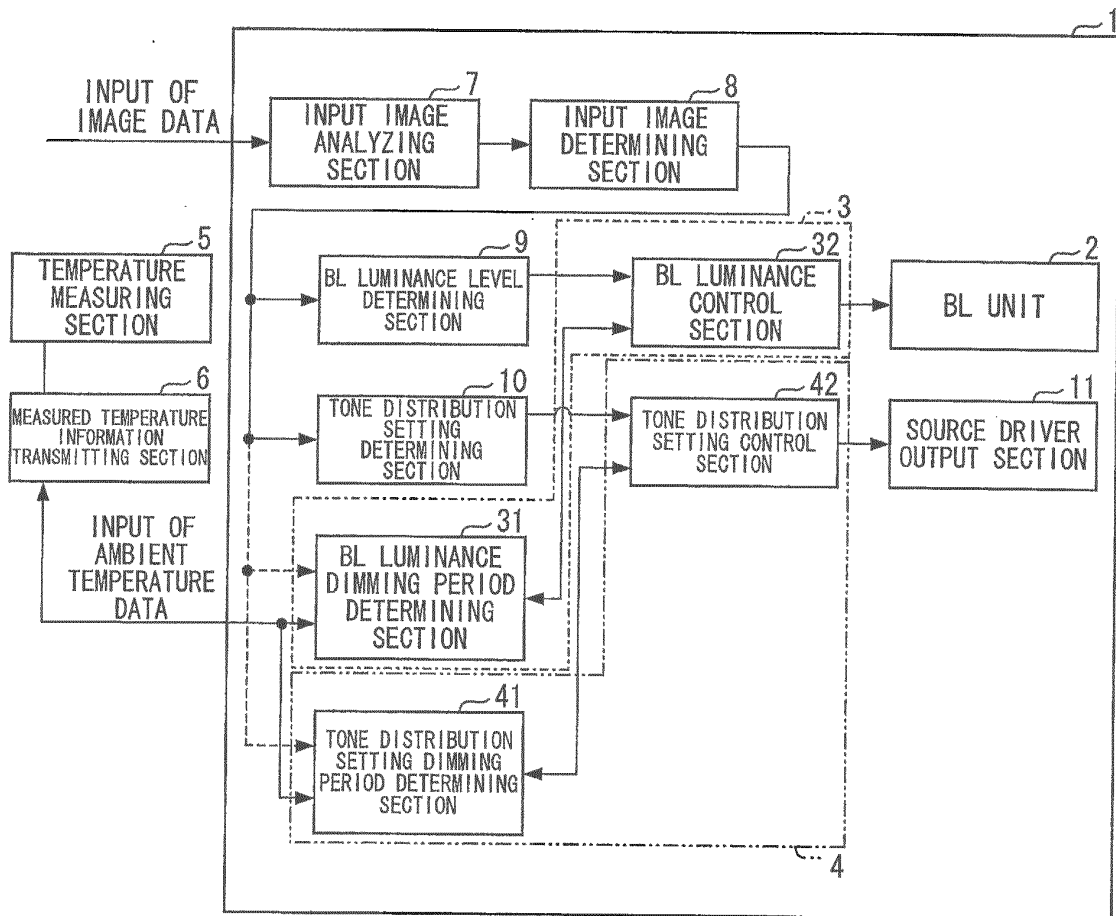 1
INPUT OF
IMAGE DATA
7
INPUT IMAGE
ANALYZING
SECTION
8
INPUT IMAGE
DETERMINING
SECTION
3
5
TEMPERATURE
MEASURING
SECTION
9
BL LUMINANCE LEVEL
DETERMINING
SECTION
32
BL LUMINANCE
CONTROL
SECTION
2
BL UNIT
6
MEASURED TEMPERATURE
INFORMATION
TRANSMITTING SECTION
10
TONE DISTRIBUTION
SETTING
DETERMINING
SECTION
42
TONE DISTRIBUTION
SETTING CONTROL
SECTION
11
SOURCE DRIVER
OUTPUT SECTION
INPUT OF
AMBIENT
TEMPERATURE
DATA
31
BL LUMINANCE
DIMMING PERIOD
DETERMINING
SECTION
41
TONE DISTRIBUTION
SETTING DIMMING
PERIOD DETERMINING
SECTION
4